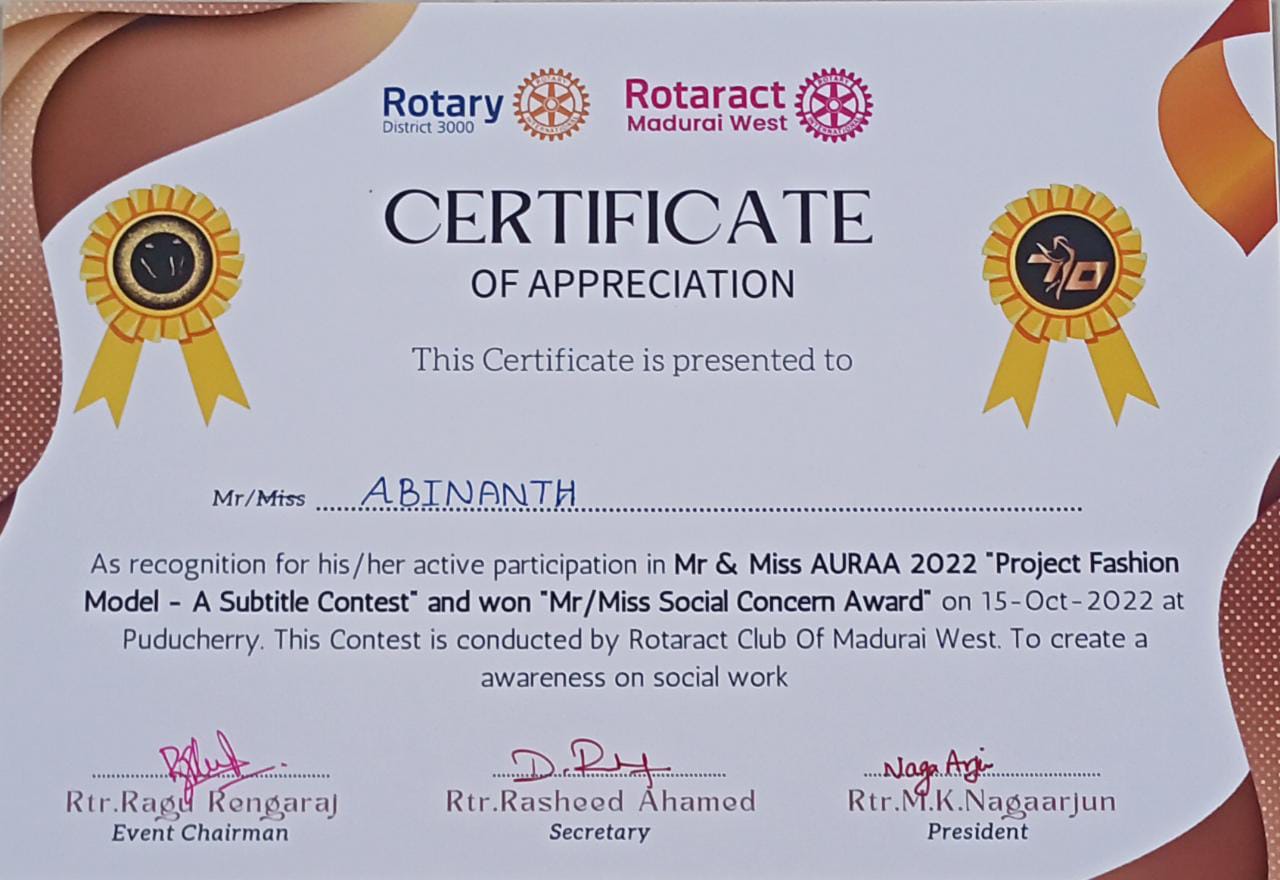 Rotary
District 3000
Rotaract
Madurai West
CERTIFICATE
OF APPRECIATION
This Certificate is presented to
Mr/Miss ABINANTH
As recognition for his/her active participation in Mr & Miss AURAA 2022 "Project Fashion
Model - A Subtitle Contest" and won "Mr/Miss Social Concern Award" on 15-Oct-2022 at
Puducherry. This Contest is conducted by Rotaract Club Of Madurai West. To create a
awareness on social work
D.
Naga Arjn
Rtr.Ragu Rengaraj
Rtr.Rasheed Ahamed
Rtr.M.K.Nagaarjun
Event Chairman
Secretary
President